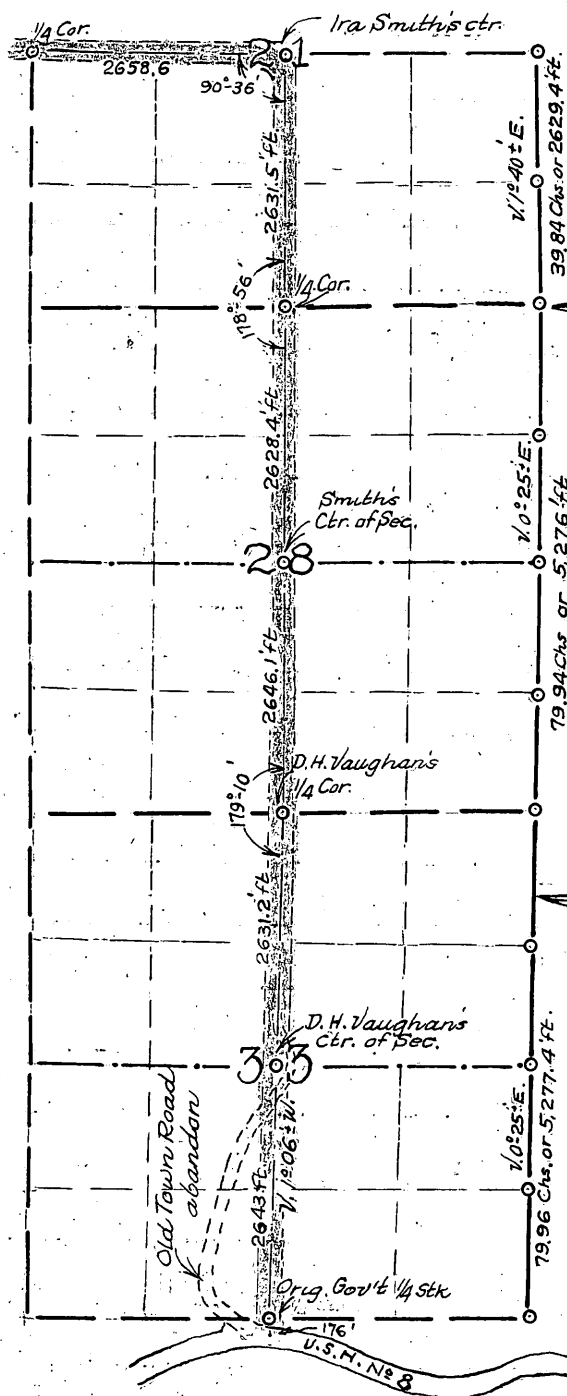 Ira Smith's ctr.
1/4 Cor.
21
2658.6
90°-36'
2631.5 ft.
V. 1°40'± E.
39.84 Chs. or 2629.4 ft.
178°-56'
1/4 Cor.
2628.4 ft.
V. 0°25'± E.
79.94 Chs or 5,276 ft
Smith's
Ctr. of Sec.
28
2646.1 ft
D.H. Vaughan's
1/4 Cor.
179°-10'
2631.2 ft
D.H. Vaughan's
Ctr. of Sec.
33
Old Town Road
abandon
2643 ft.
V. 1°06'± W.
V. 0°25'± E.
79.96 Chs. or 5,277.4 ft.
Orig. Gov't 1/4 Stk
176'
U.S.H. No 8